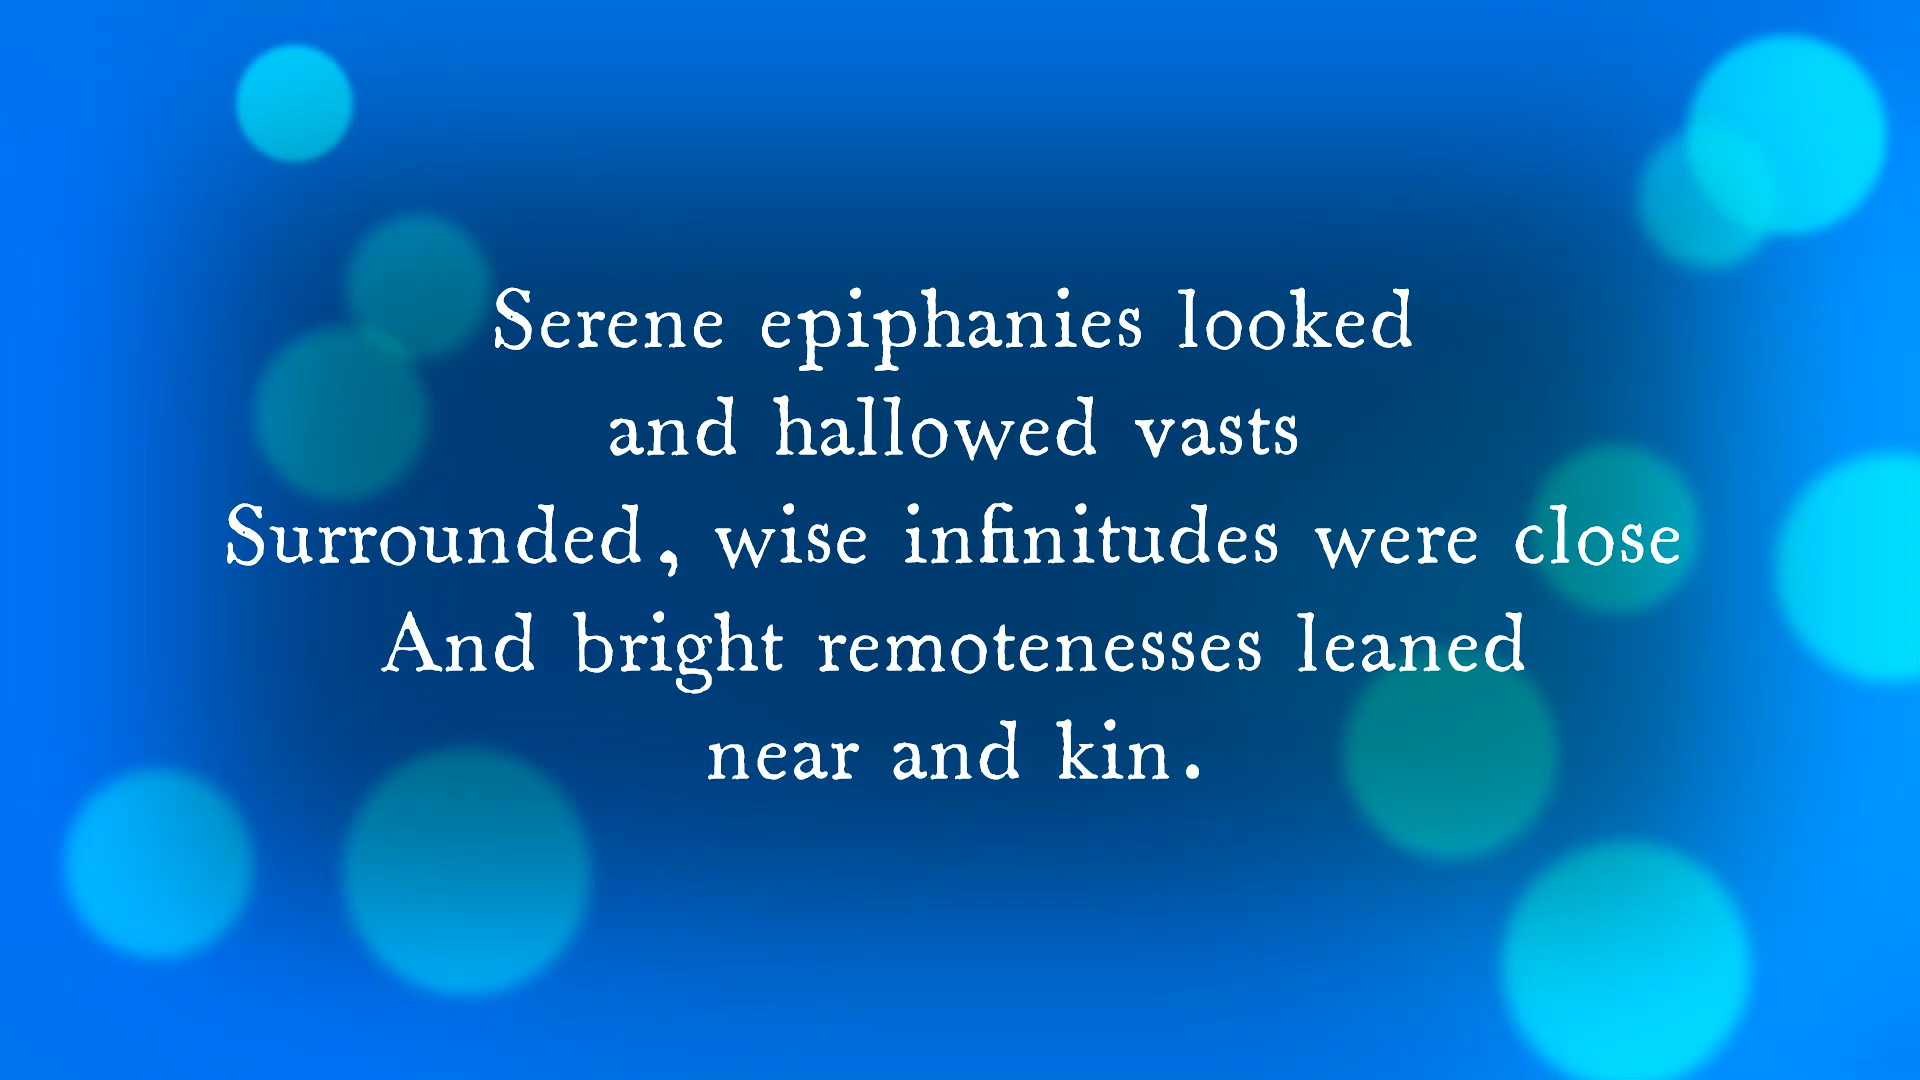 Serene epiphanies looked
and hallowed vasts
Surrounded, wise infinitudes were close
And bright remotenesses leaned
near and kin.